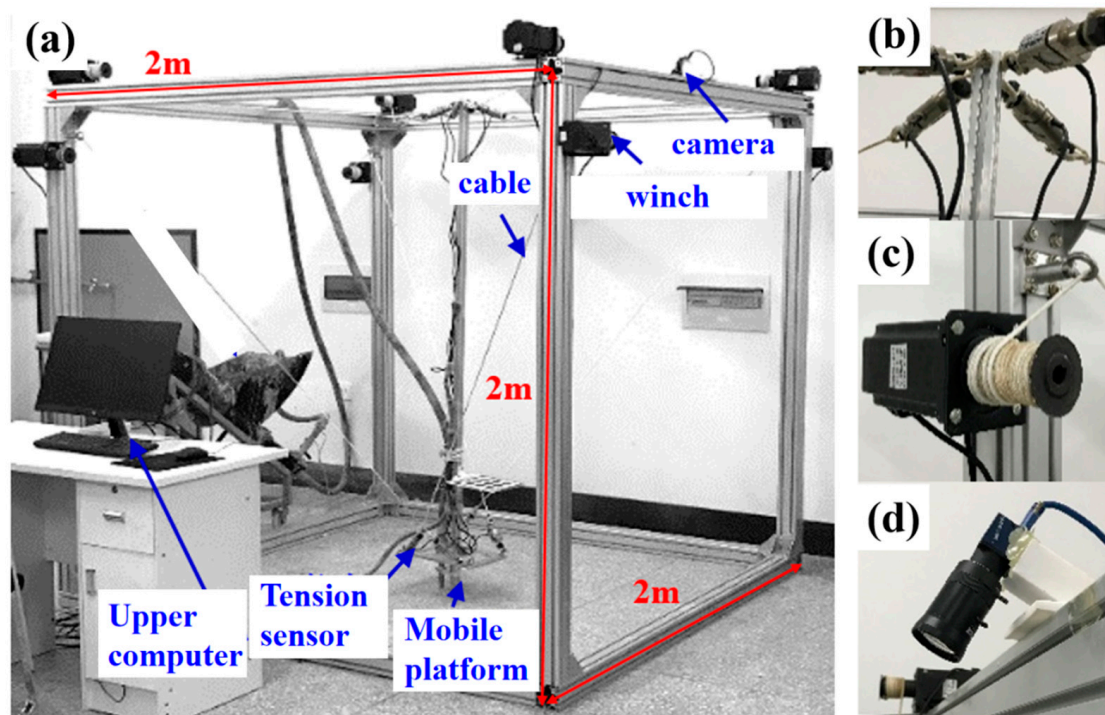 (a)
2m
camera
cable
winch
2m
2m
Upper
computer
Tension
sensor
Mobile
platform
(b)
(c)
(d)